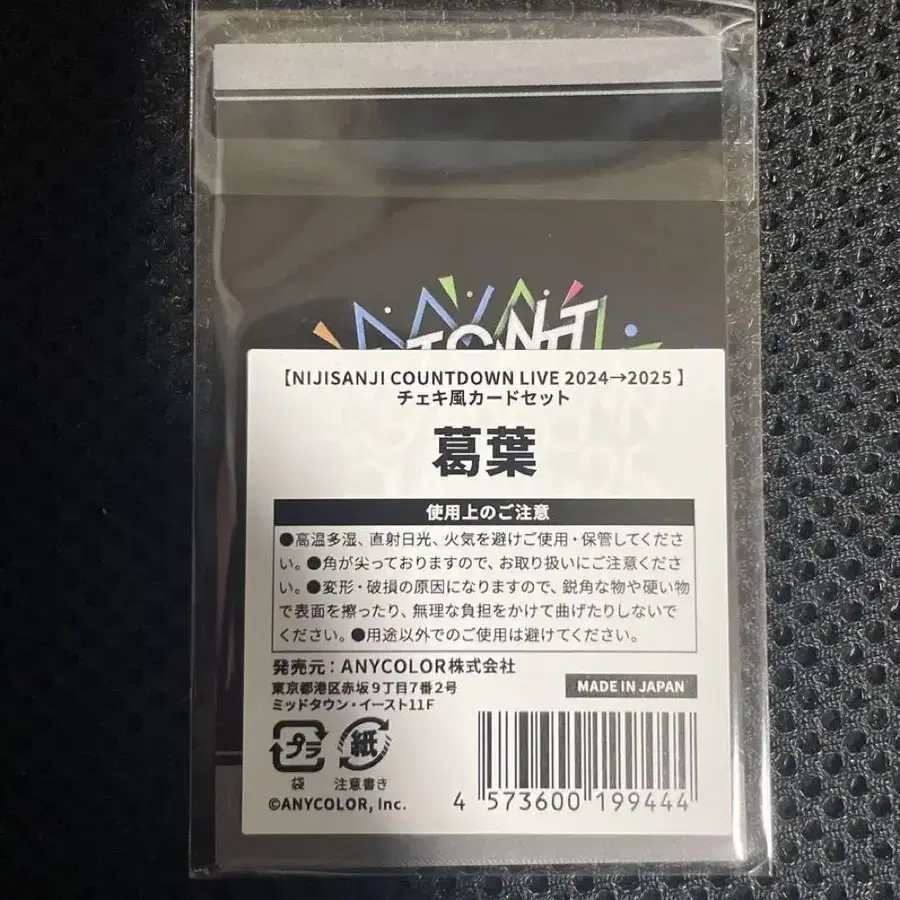 【NIJISANJI COUNTDOWN LIVE 2024→2025 】
チェキ風カードセット
葛葉
使用上のご注意
●高温多湿、直射日光、火気を避けご使用・保管してくださ
い。●角が尖っておりますので、お取り扱いにご注意くださ
い。●変形・破損の原因になりますので、鋭角な物や硬い物
で表面を擦ったり、無理な負担をかけて曲げたりしないで
ください。●用途以外でのご使用は避けてください。
発売元：ANYCOLOR株式会社
東京都港区赤坂9丁目7番2号
ミッドタウン・イースト11F
MADE IN JAPAN
プラ
紙
袋
注意書き
©ANYCOLOR, Inc.
4 573600 199444